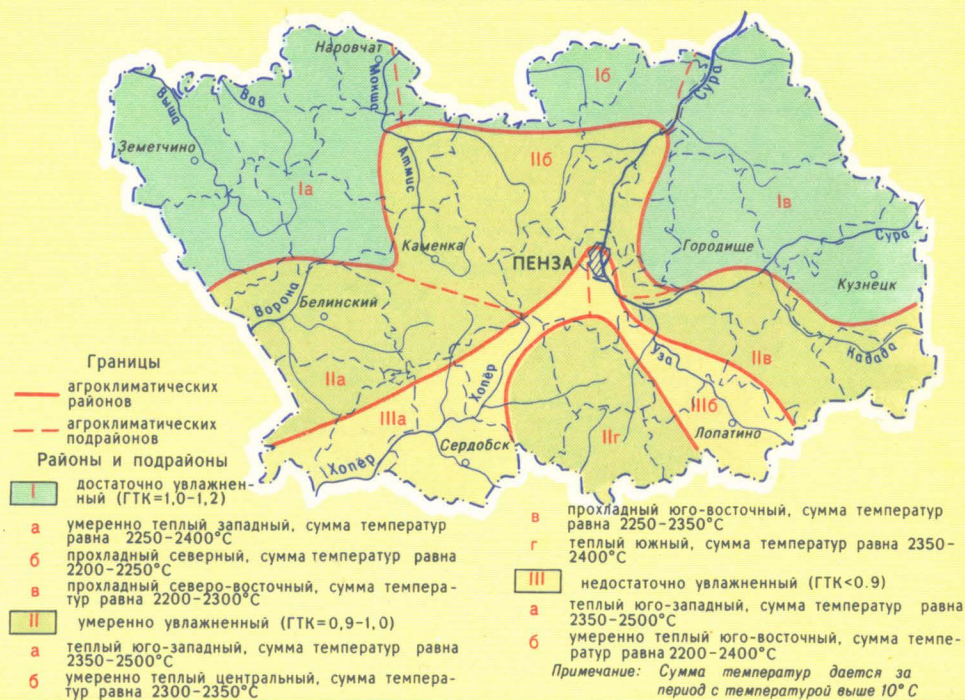 Наровчат
Мокша
Iб
Сура
Выша
Вад
Земетчино
Атмис
IIб
Iа
Iв
Каменка
Городище
Сура
ПЕНЗА
Кузнецк
Ворона
Белинский
Кадада
Уза
IIв
Хопёр
IIа
IIIа
IIIб
Лопатино
IIг
Сердобск
Хопёр
Границы
агроклиматических
районов
агроклиматических
подрайонов
Районы и подрайоны
I достаточно увлажнен-
ный (ГТК=1,0-1,2)
а умеренно теплый западный, сумма температур
равна 2250-2400°С
б прохладный северный, сумма температур равна
2200-2250°С
в прохладный северо-восточный, сумма темпера-
тур равна 2200-2300°С
II умеренно увлажненный (ГТК=0,9-1,0)
а теплый юго-западный, сумма температур равна
2350-2500°С
б умеренно теплый центральный, сумма темпера-
тур равна 2300-2350°С
в прохладный юго-восточный, сумма температур
равна 2250-2350°С
г теплый южный, сумма температур равна 2350-
2400°С
III недостаточно увлажненный (ГТК<0.9)
а теплый юго-западный, сумма температур равна
2350-2500°С
б умеренно теплый юго-восточный, сумма темпе-
ратур равна 2200-2400°С
Примечание: Сумма температур дается за
период с температурой выше 10°С